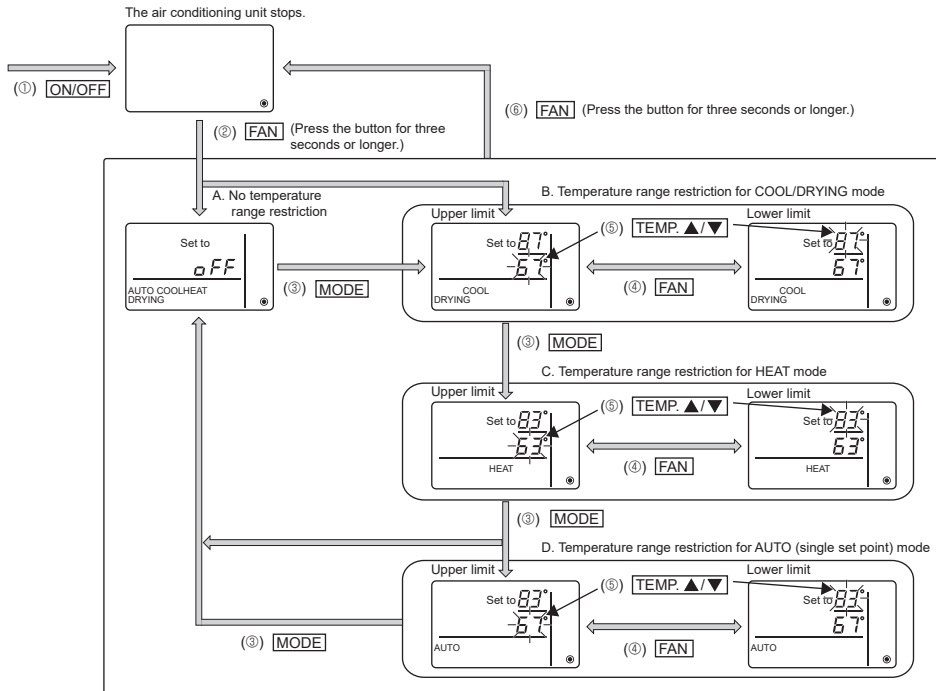 The air conditioning unit stops.
(①) ON/OFF
(②) FAN (Press the button for three
seconds or longer.)
(⑥) FAN (Press the button for three seconds or longer.)
A. No temperature
range restriction
Set to
oFF
AUTO COOLHEAT
DRYING
(③) MODE
B. Temperature range restriction for COOL/DRYING mode
Upper limit
Set to 87°
67°
COOL
DRYING
(⑤) TEMP. ▲/▼
(④) FAN
Lower limit
Set to 87°
67°
COOL
DRYING
(③) MODE
C. Temperature range restriction for HEAT mode
Upper limit
Set to 83°
63°
HEAT
(⑤) TEMP. ▲/▼
(④) FAN
Lower limit
Set to 83°
63°
HEAT
(③) MODE
D. Temperature range restriction for AUTO (single set point) mode
Upper limit
Set to 83°
67°
AUTO
(⑤) TEMP. ▲/▼
(④) FAN
Lower limit
Set to 83°
67°
AUTO
(③) MODE